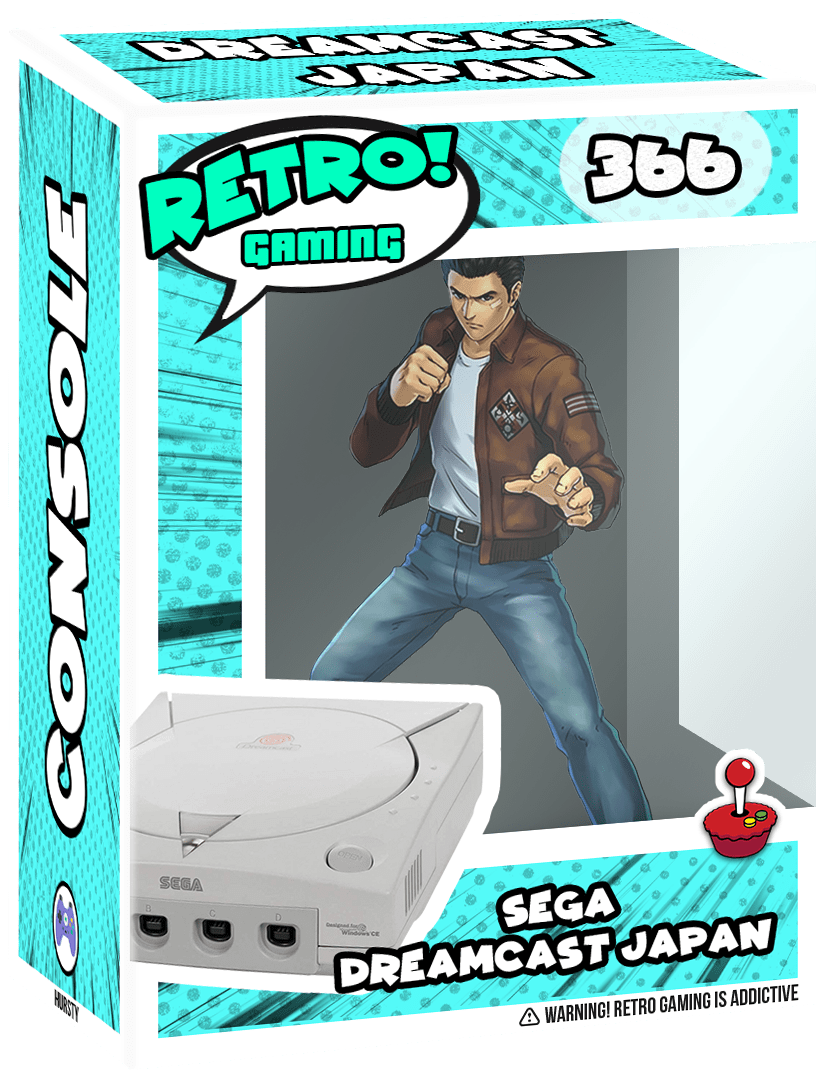 DREAMCAST
JAPAN
RETRO!
GAMING
366
CONSOLE
SEGA
B
C
D
Designed for
Windows CE
SEGA
DREAMCAST JAPAN
HURSTY
WARNING! RETRO GAMING IS ADDICTIVE